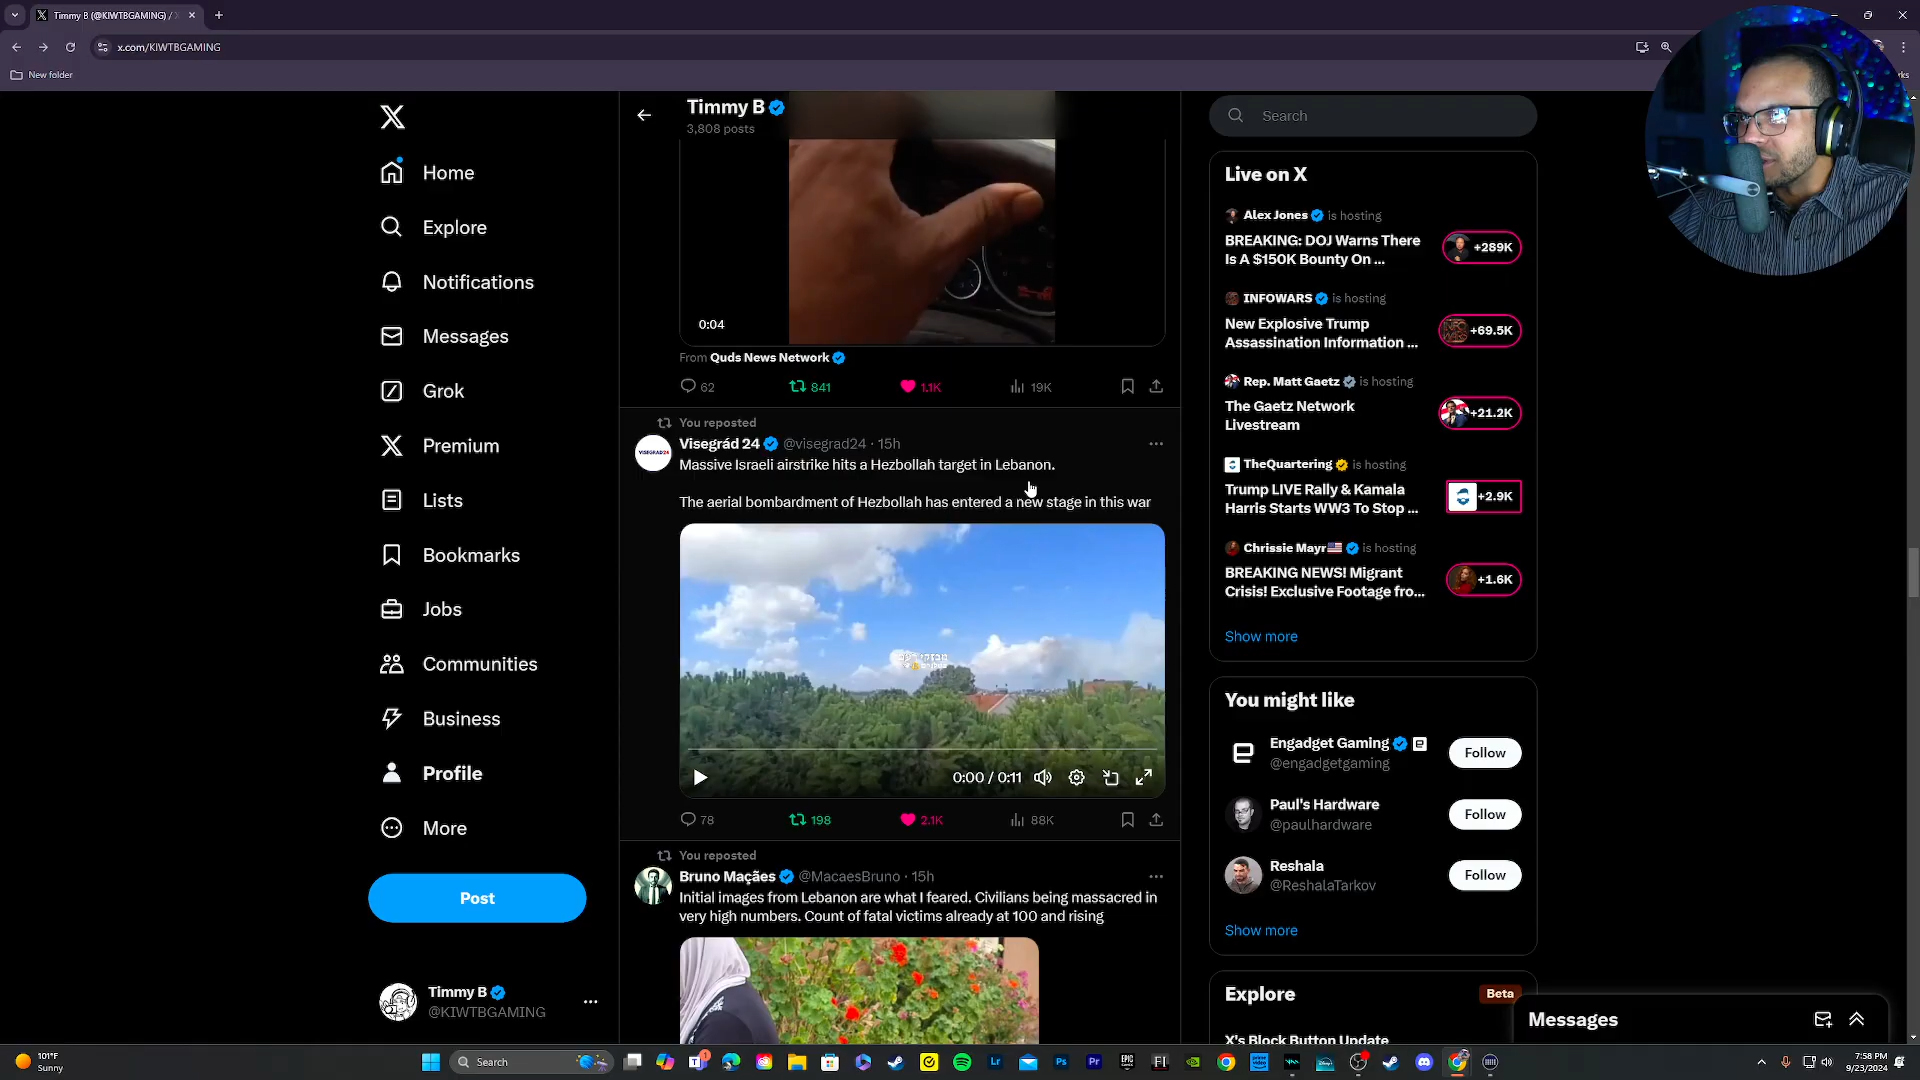 Timmy B (@KIWTBGAMING) / X
x.com/KIWTBGAMING
New folder
Home
Explore
Notifications
Messages
Grok
Premium
Lists
Bookmarks
Jobs
Communities
Business
Profile
More
Post
Timmy B
@KIWTBGAMING
Timmy B
3,808 posts
0:04
From Quds News Network
62 841 1.1K 19K
You reposted
VISEGRAD24
Visegrád 24 @visegrad24 · 15h
Massive Israeli airstrike hits a Hezbollah target in Lebanon.
The aerial bombardment of Hezbollah has entered a new stage in this war
0:00 / 0:11
78 198 2.1K 88K
You reposted
Bruno Maçães @MacaesBruno · 15h
Initial images from Lebanon are what I feared. Civilians being massacred in
very high numbers. Count of fatal victims already at 100 and rising
Search
Live on X
Alex Jones is hosting
BREAKING: DOJ Warns There
Is A $150K Bounty On ...
+289K
INFOWARS is hosting
New Explosive Trump
Assassination Information ...
+69.5K
Rep. Matt Gaetz is hosting
The Gaetz Network
Livestream
+21.2K
TheQuartering is hosting
Trump LIVE Rally & Kamala
Harris Starts WW3 To Stop ...
+2.9K
Chrissie Mayr is hosting
BREAKING NEWS! Migrant
Crisis! Exclusive Footage fro...
+1.6K
Show more
You might like
Engadget Gaming
@engadgetgaming
Follow
Paul's Hardware
@paulhardware
Follow
Reshala
@ReshalaTarkov
Follow
Show more
Explore
Beta
X's Block Button Update
Messages
101°F
Sunny
Search
7:58 PM
9/23/2024